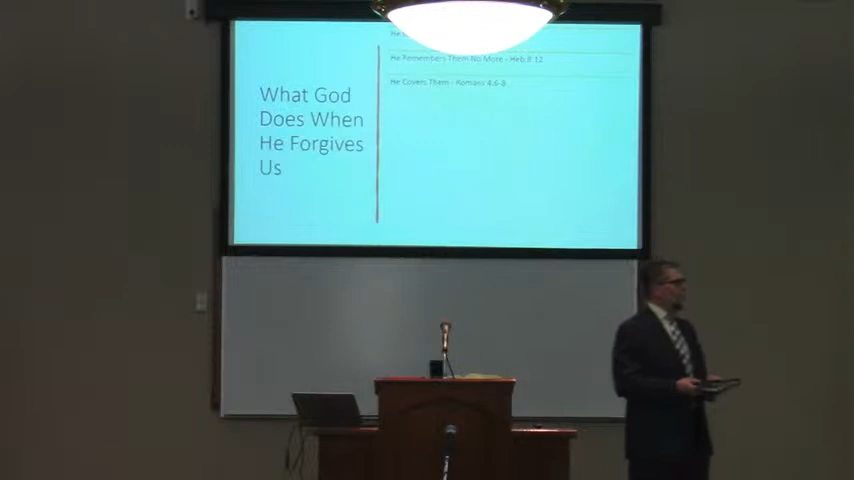 He
He Remembers Them No More - Heb 8:12
He Covers Them - Romans 4:6-8
What God
Does When
He Forgives
Us